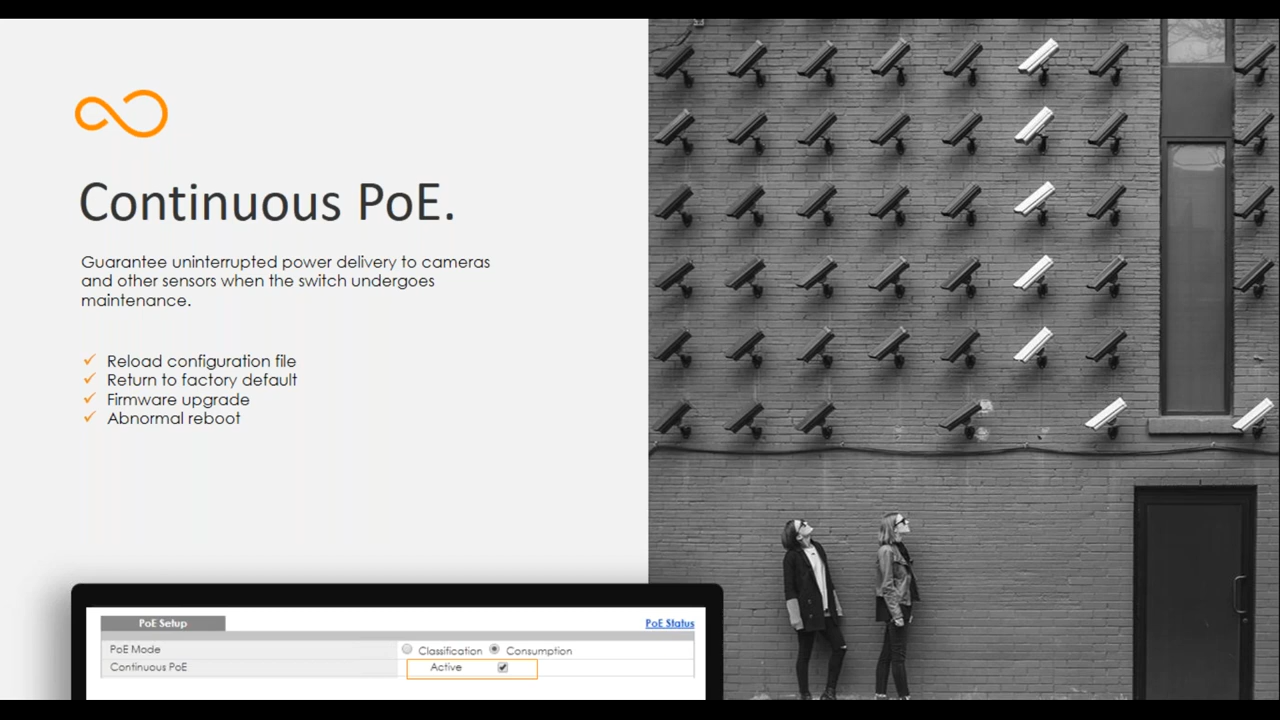 Continuous PoE.
Guarantee uninterrupted power delivery to cameras
and other sensors when the switch undergoes
maintenance.
Reload configuration file
Return to factory default
Firmware upgrade
Abnormal reboot
PoE Setup
PoE Status
PoE Mode
Classification Consumption
Continuous PoE
Active